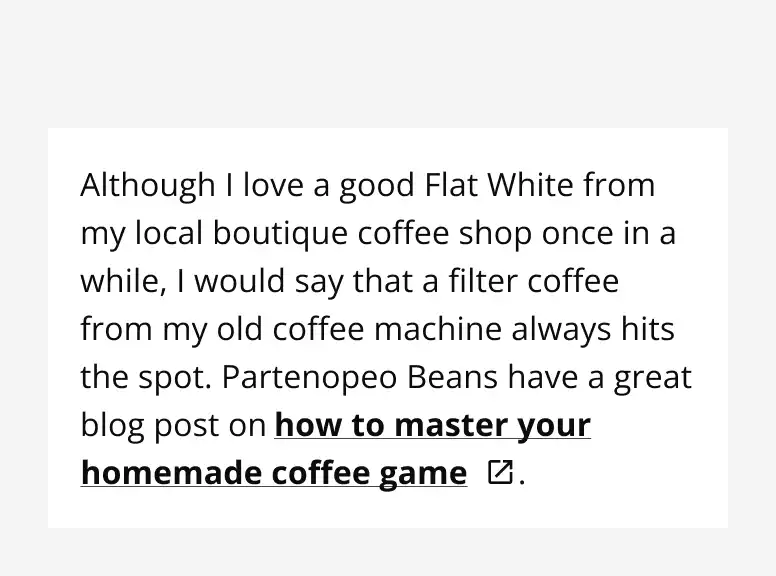 Although I love a good Flat White from
my local boutique coffee shop once in a
while, I would say that a filter coffee
from my old coffee machine always hits
the spot. Partenopeo Beans have a great
blog post on how to master your
homemade coffee game .